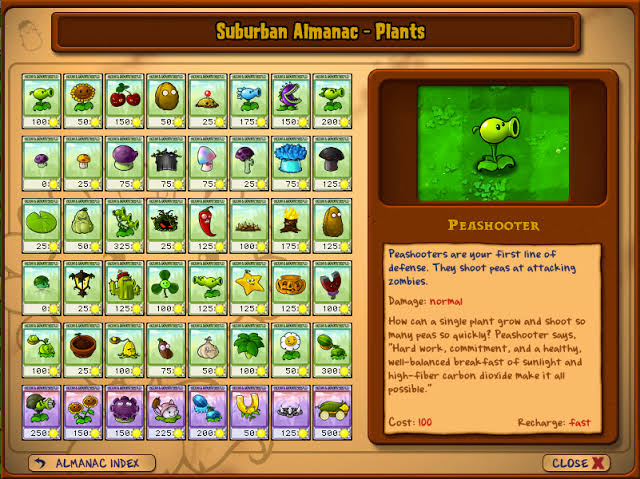 Suburban Almanac - Plants
100 50 150 50 25 175 150 200
0 25 75 75 75 25 75 125
25 50 325 25 125 100 175 125
0 25 125 100 125 125 125 100
100 25 100 75 50 100 50 300
250 150 150 225 200 50 125 500
PEASHOOTER
Peashooters are your first line of
defense. They shoot peas at attacking
zombies.
Damage: normal
How can a single plant grow and shoot
so many peas so quickly? Peashooter says,
"Hard work, commitment, and a healthy,
well-balanced breakfast of sunlight and
high-fiber carbon dioxide make it all
possible."
Cost: 100 Recharge: fast
ALMANAC INDEX
CLOSE X